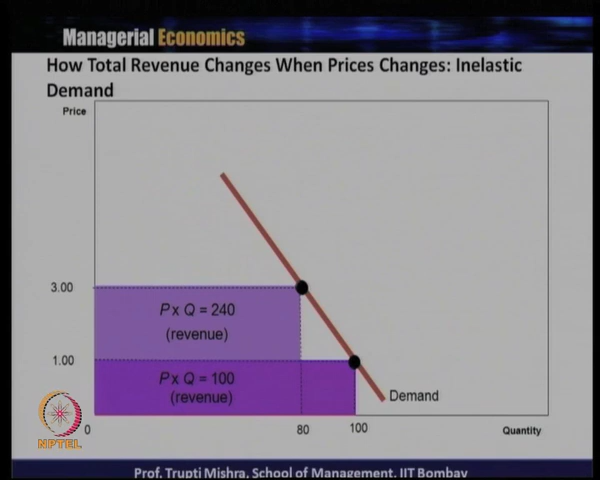 Managerial Economics
How Total Revenue Changes When Prices Changes: Inelastic
Demand
Price
3.00
P x Q = 240
(revenue)
1.00
P x Q = 100
(revenue)
Demand
0
80
100
Quantity
NPTEL
Prof. Trupti Mishra, School of Management, IIT Bombay